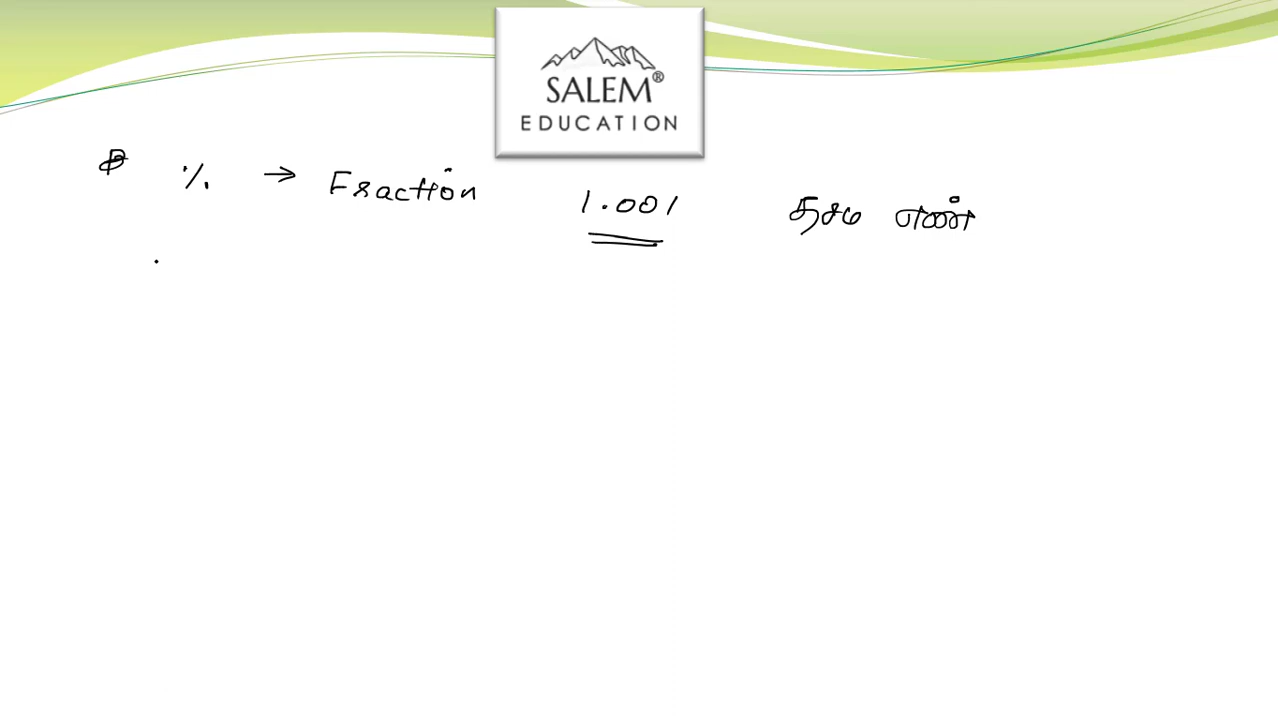 SALEM®
EDUCATION
% → Fraction 1.001 தசம எண்